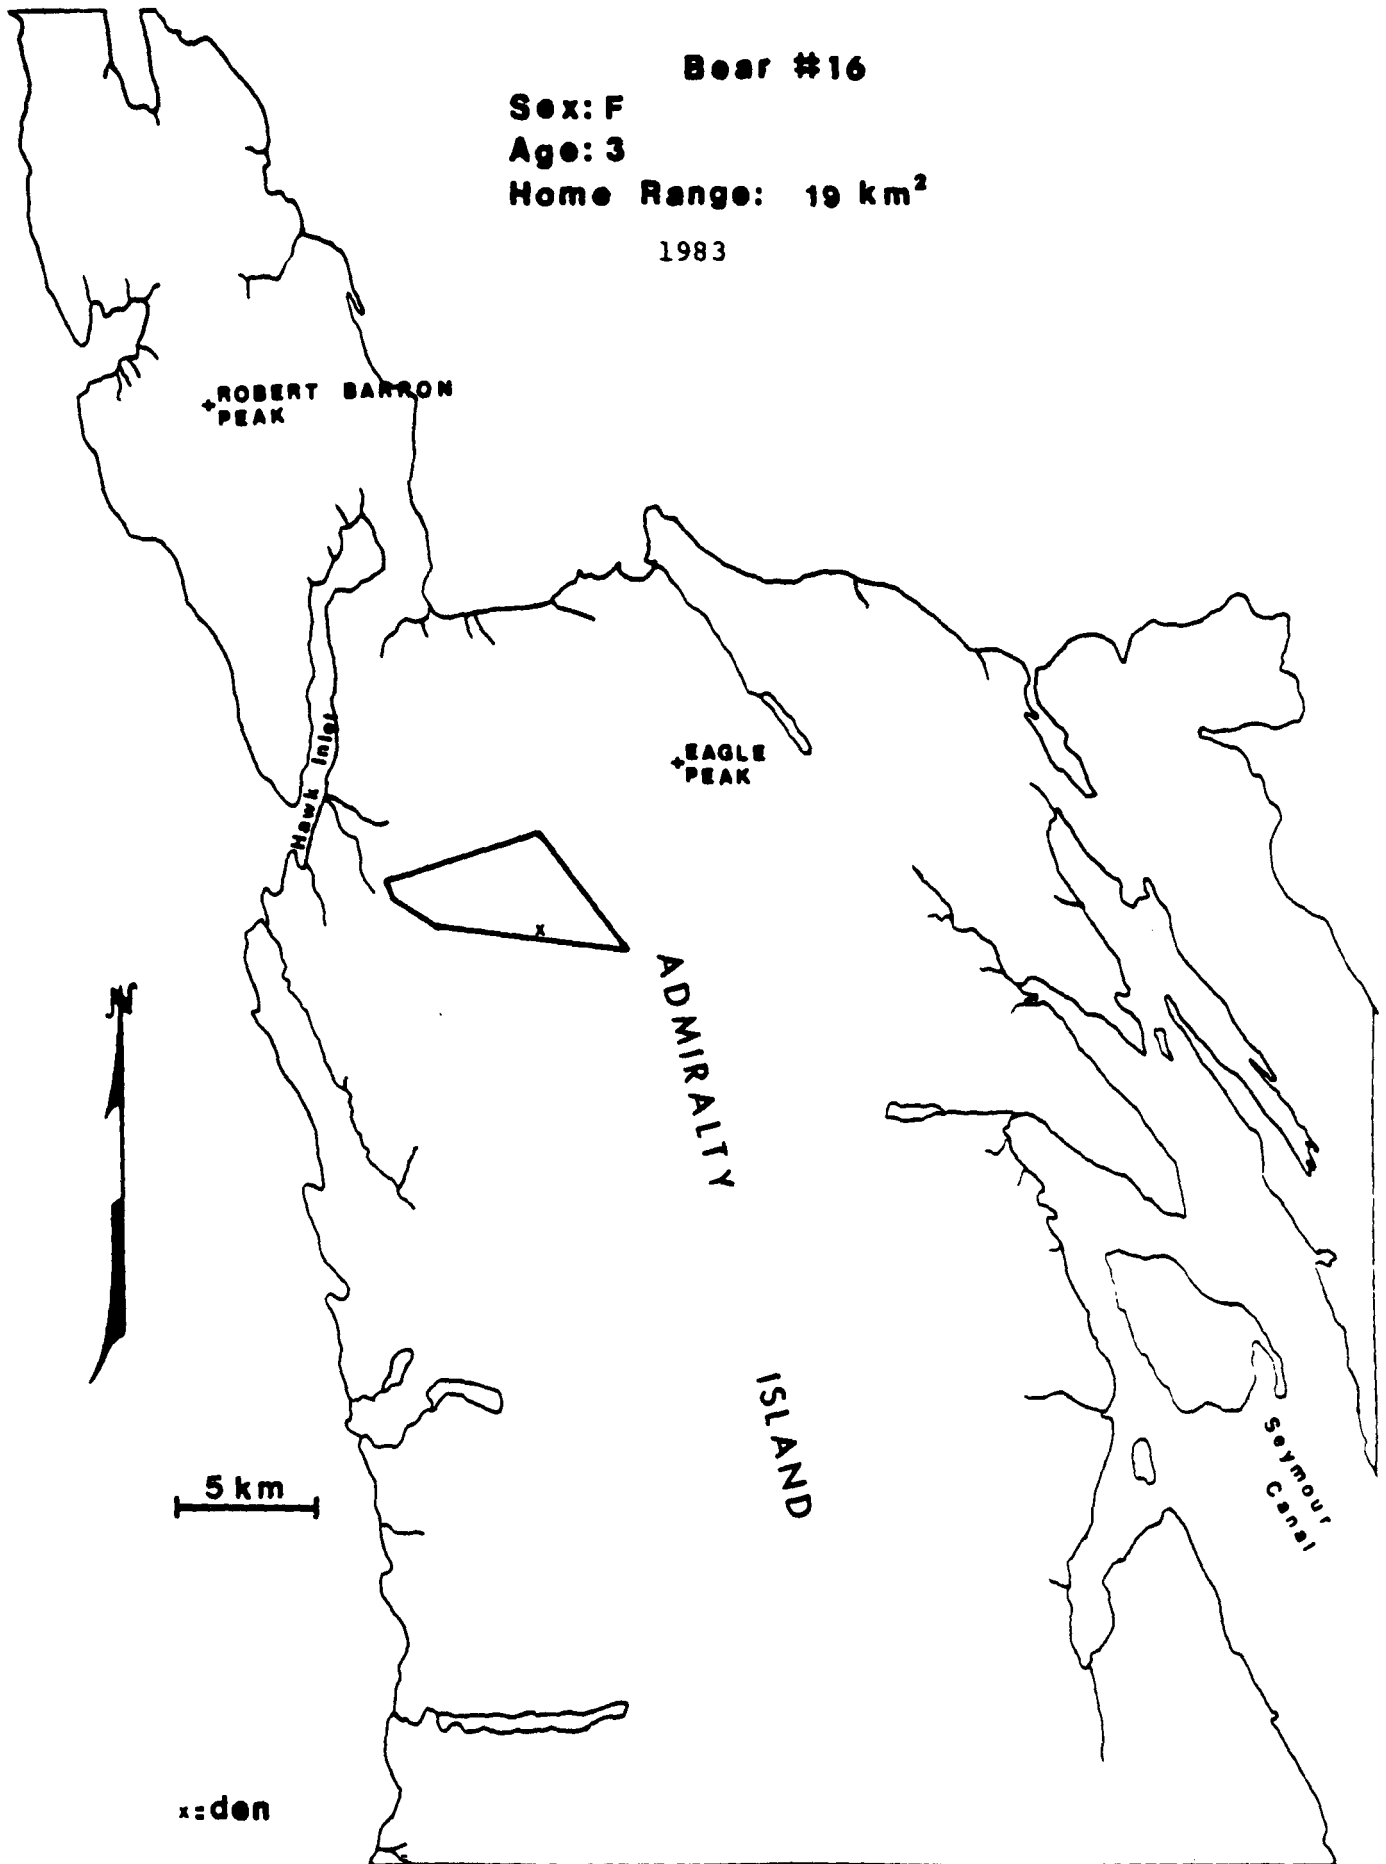 Bear #16
Sex: F
Age: 3
Home Range: 19 km²
1983
+ROBERT BARRON
PEAK
Hawk Inlet
+EAGLE
PEAK
N
ADMIRALTY
ISLAND
Seymour
Canal
5 km
x=den
x